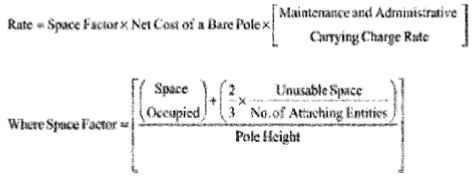 Rate = Space Factor × Net Cost of a Bare Pole × [Maintenance and Administrative
Carrying Charge Rate]
Where Space Factor = [((Space Occupied) + (2/3 × Unusable Space / No. of Attaching Entities)) / Pole Height]